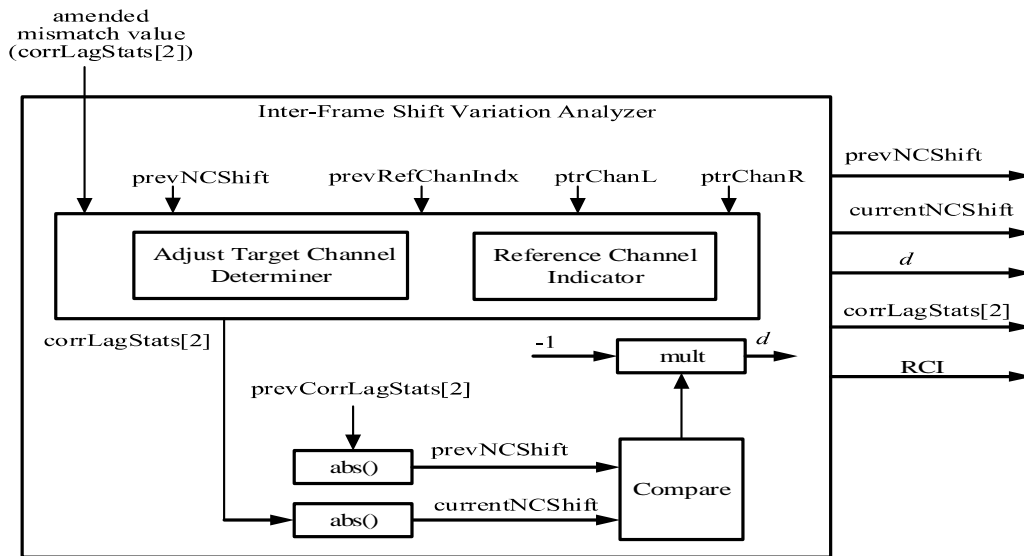 amended
mismatch value
(corrLagStats[2])
Inter-Frame Shift Variation Analyzer
prevNCShift
prevRefChanIndx
ptrChanL
ptrChanR
Adjust Target Channel
Determiner
Reference Channel
Indicator
corrLagStats[2]
-1
mult
d
prevCorrLagStats[2]
abs()
prevNCShift
abs()
currentNCShift
Compare
prevNCShift
currentNCShift
d
corrLagStats[2]
RCI